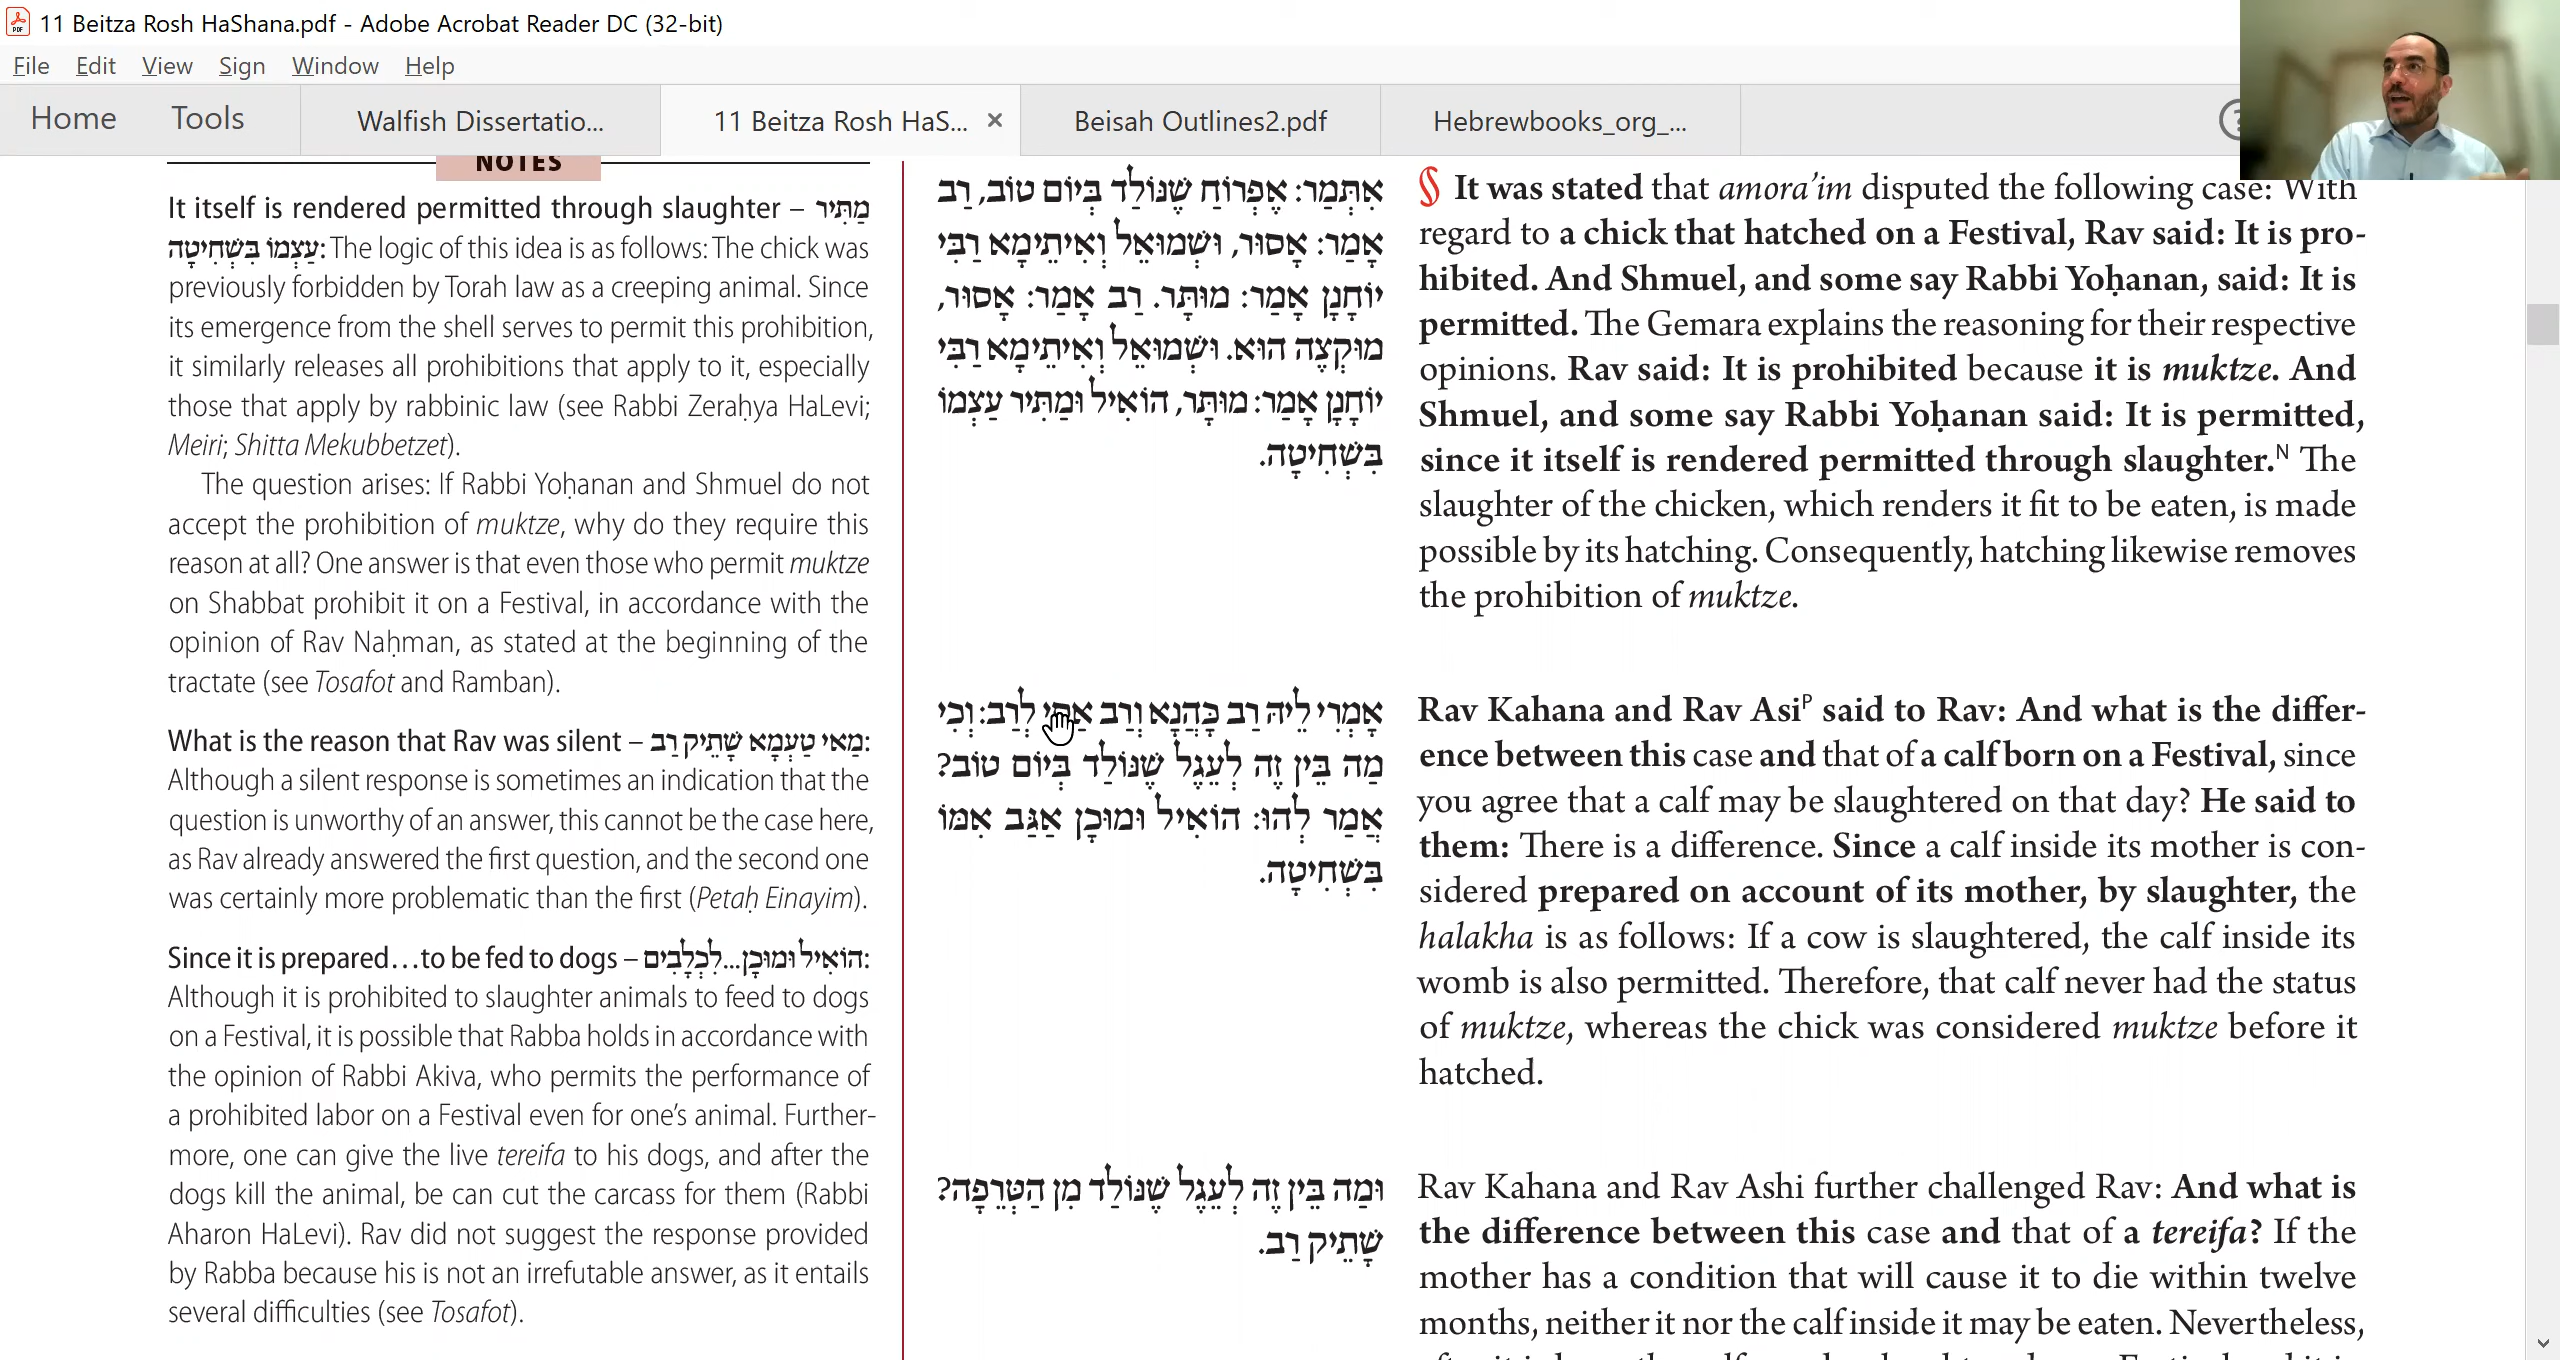 11 Beitza Rosh HaShana.pdf - Adobe Acrobat Reader DC (32-bit)
File Edit View Sign Window Help
Home Tools Walfish Dissertatio... 11 Beitza Rosh HaS... × Beisah Outlines2.pdf Hebrewbooks_org_...
NOTES
It itself is rendered permitted through slaughter – מַתִּיר
עַצְמוֹ בִּשְׁחִיטָה: The logic of this idea is as follows: The chick was
previously forbidden by Torah law as a creeping animal. Since
its emergence from the shell serves to permit this prohibition,
it similarly releases all prohibitions that apply to it, especially
those that apply by rabbinic law (see Rabbi Zeraḥya HaLevi;
Meiri; Shitta Mekubbetzet).
The question arises: If Rabbi Yoḥanan and Shmuel do not
accept the prohibition of muktze, why do they require this
reason at all? One answer is that even those who permit muktze
on Shabbat prohibit it on a Festival, in accordance with the
opinion of Rav Naḥman, as stated at the beginning of the
tractate (see Tosafot and Ramban).
What is the reason that Rav was silent – מַאי טַעְמָא שָׁתֵיק רַב:
Although a silent response is sometimes an indication that the
question is unworthy of an answer, this cannot be the case here,
as Rav already answered the first question, and the second one
was certainly more problematic than the first (Petaḥ Einayim).
Since it is prepared…to be fed to dogs – הוֹאִיל וּמוּכָן...לִכְלָבִים:
Although it is prohibited to slaughter animals to feed to dogs
on a Festival, it is possible that Rabba holds in accordance with
the opinion of Rabbi Akiva, who permits the performance of
a prohibited labor on a Festival even for one's animal. Further-
more, one can give the live tereifa to his dogs, and after the
dogs kill the animal, be can cut the carcass for them (Rabbi
Aharon HaLevi). Rav did not suggest the response provided
by Rabba because his is not an irrefutable answer, as it entails
several difficulties (see Tosafot).
אִתְּמַר: אֶפְרוֹחַ שֶׁנּוֹלַד בְּיוֹם טוֹב, רַב
אָמַר: אָסוּר, וּשְׁמוּאֵל וְאִיתֵימָא רַבִּי
יוֹחָנָן אָמַר: מוּתָּר. רַב אָמַר: אָסוּר,
מוּקְצֶה הוּא. וּשְׁמוּאֵל וְאִיתֵימָא רַבִּי
יוֹחָנָן אָמַר: מוּתָּר, הוֹאִיל וּמַתִּיר עַצְמוֹ
בִּשְׁחִיטָה.
אָמְרִי לֵיהּ רַב כָּהֲנָא וְרַב אַסִּי לְרַב: וְכִי
מַה בֵּין זֶה לְעֵגֶל שֶׁנּוֹלַד בְּיוֹם טוֹב?
אֲמַר לְהוּ: הוֹאִיל וּמוּכָן אַגַּב אִמּוֹ
בִּשְׁחִיטָה.
וּמַה בֵּין זֶה לְעֵגֶל שֶׁנּוֹלַד מִן הַטְּרֵפָה?
שָׁתֵיק רַב.
It was stated that amora'im disputed the following case: With
regard to a chick that hatched on a Festival, Rav said: It is pro-
hibited. And Shmuel, and some say Rabbi Yoḥanan, said: It is
permitted. The Gemara explains the reasoning for their respective
opinions. Rav said: It is prohibited because it is muktze. And
Shmuel, and some say Rabbi Yoḥanan said: It is permitted,
since it itself is rendered permitted through slaughter.N The
slaughter of the chicken, which renders it fit to be eaten, is made
possible by its hatching. Consequently, hatching likewise removes
the prohibition of muktze.
Rav Kahana and Rav AsiP said to Rav: And what is the differ-
ence between this case and that of a calf born on a Festival, since
you agree that a calf may be slaughtered on that day? He said to
them: There is a difference. Since a calf inside its mother is con-
sidered prepared on account of its mother, by slaughter, the
halakha is as follows: If a cow is slaughtered, the calf inside its
womb is also permitted. Therefore, that calf never had the status
of muktze, whereas the chick was considered muktze before it
hatched.
Rav Kahana and Rav Ashi further challenged Rav: And what is
the difference between this case and that of a tereifa? If the
mother has a condition that will cause it to die within twelve
months, neither it nor the calf inside it may be eaten. Nevertheless,